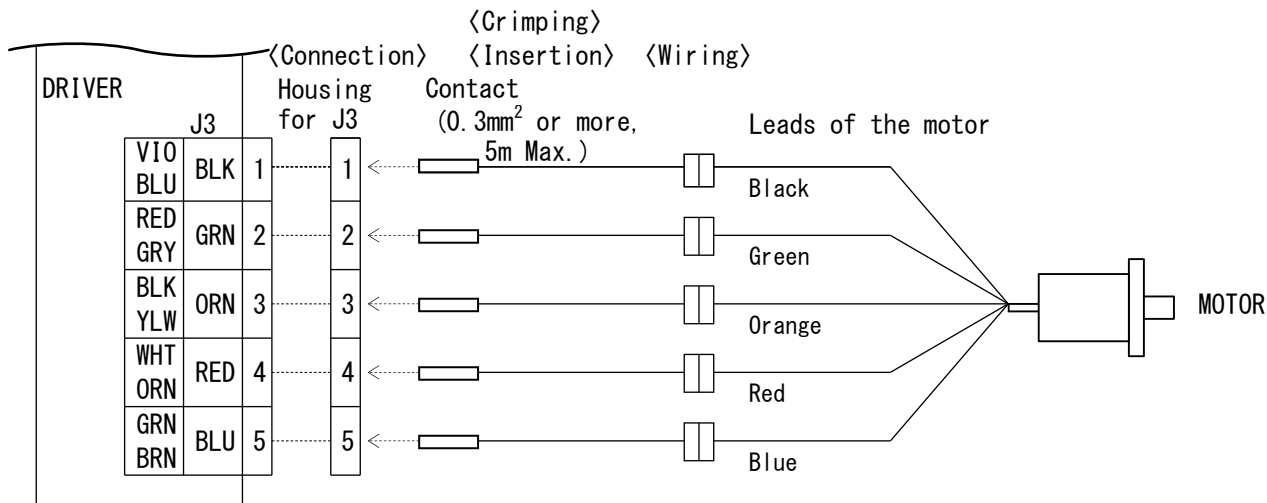 〈Crimping〉
〈Connection〉 〈Insertion〉 〈Wiring〉
DRIVER
Housing
for J3
Contact
(0.3mm² or more,
5m Max.)
Leads of the motor
J3
VIO
BLU
BLK 1 1
Black
RED
GRY
GRN 2 2
Green
BLK
YLW
ORN 3 3
Orange
MOTOR
WHT
ORN
RED 4 4
Red
GRN
BRN
BLU 5 5
Blue